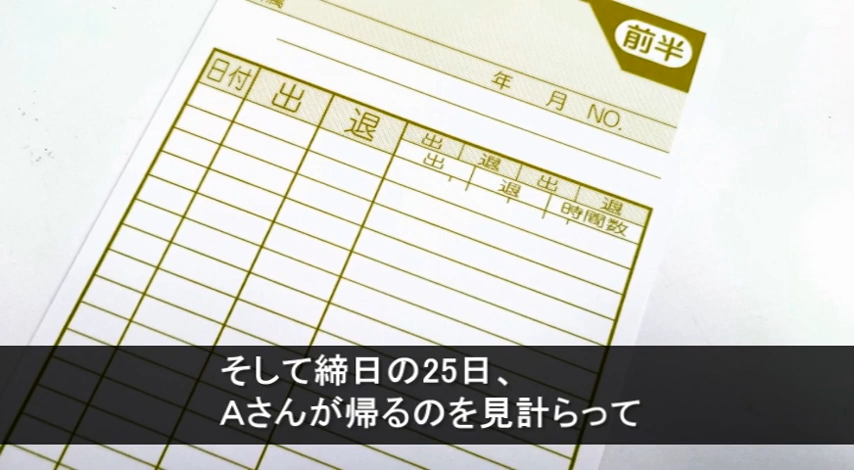 前半
年 月 NO.
日付 出 退 出 退 出 退
出 退 時間数
そして締日の25日、
Aさんが帰るのを見計らって